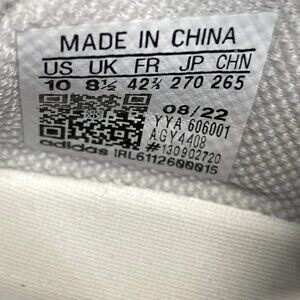 MADE IN CHINA
US UK FR JP CHN
10 8½ 42⅔ 270 265
08/22
YYA 606001
AGY4408
#130902720
adidas IRL6112600015